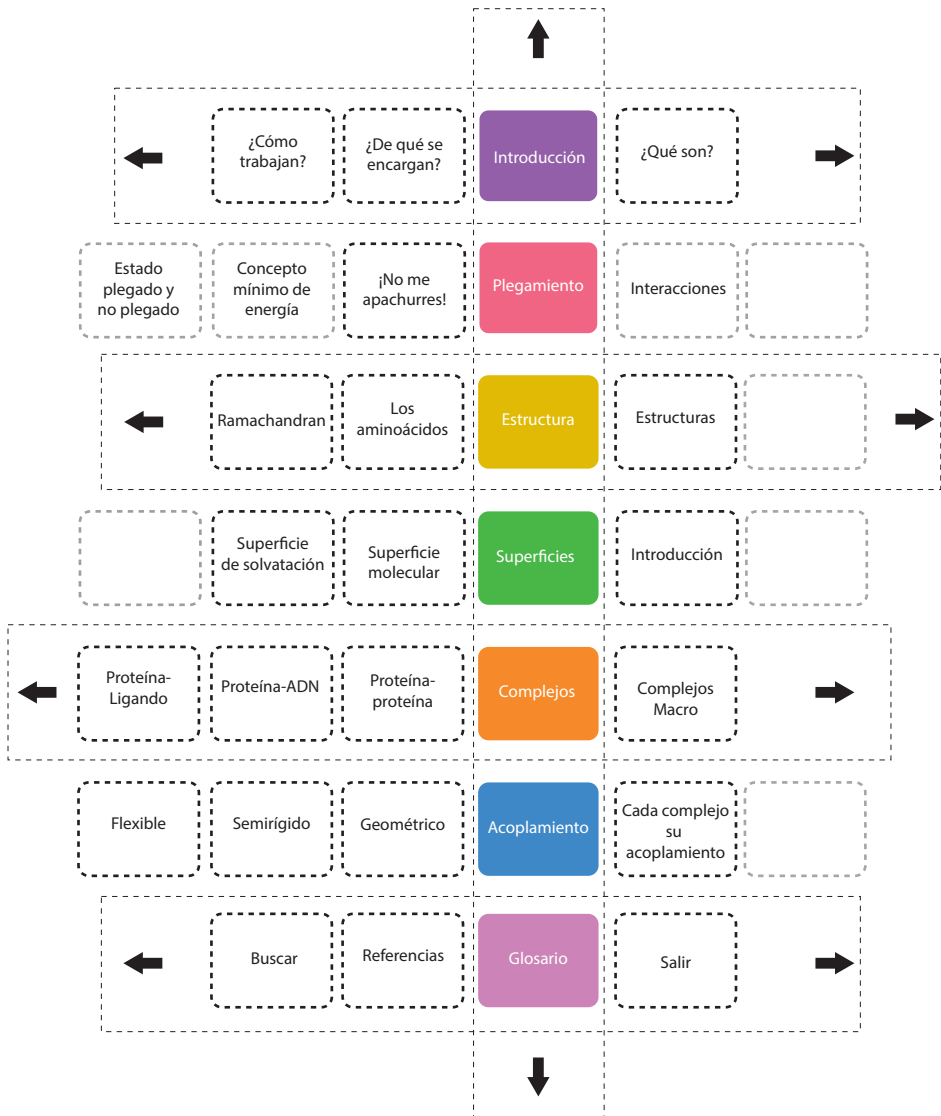 ¿Cómo
trabajan?
¿De qué se
encargan?
Introducción
¿Qué son?
Estado
plegado y
no plegado
Concepto
mínimo de
energía
¡No me
apachurres!
Plegamiento
Interacciones
Ramachandran
Los
aminoácidos
Estructura
Estructuras
Superficie
de solvatación
Superficie
molecular
Superficies
Introducción
Proteína-
Ligando
Proteína-ADN
Proteína-
proteína
Complejos
Complejos
Macro
Flexible
Semirígido
Geométrico
Acoplamiento
Cada complejo
su
acoplamiento
Buscar
Referencias
Glosario
Salir